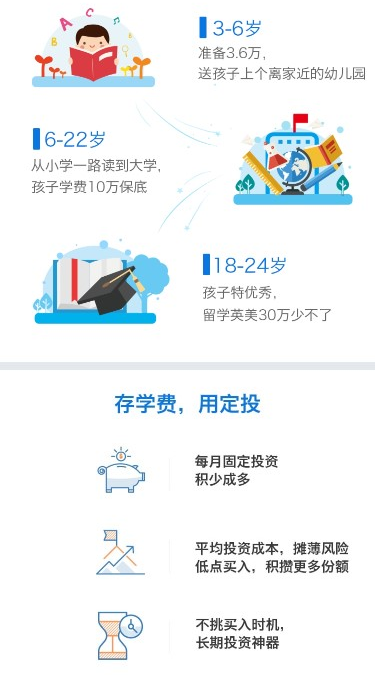 A B C
3-6岁
准备3.6万，
送孩子上个离家近的幼儿园
6-22岁
从小学一路读到大学，
孩子学费10万保底
18-24岁
孩子特优秀，
留学英美30万少不了
存学费，用定投
每月固定投资
积少成多
平均投资成本，摊薄风险
低点买入，积攒更多份额
不挑买入时机，
长期投资神器